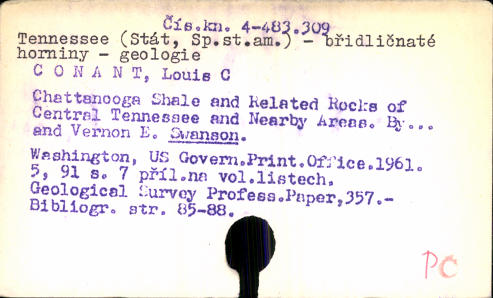 Čís.kn. 4-483.309
Tennessee (Stát, Sp.st.am.) - břidličnaté
horniny - geologie
C O N A N T, Louis C
Chattanooga Shale and Related Rocks of
Central Tennessee and Nearby Areas. By...
and Vernon E. Swanson.
Washington, US Govern.Print.Office.1961.
5, 91 s. 7 příl.na vol.listech.
Geological Survey Profess.Paper,357.-
Bibliogr. str. 85-88.
PC